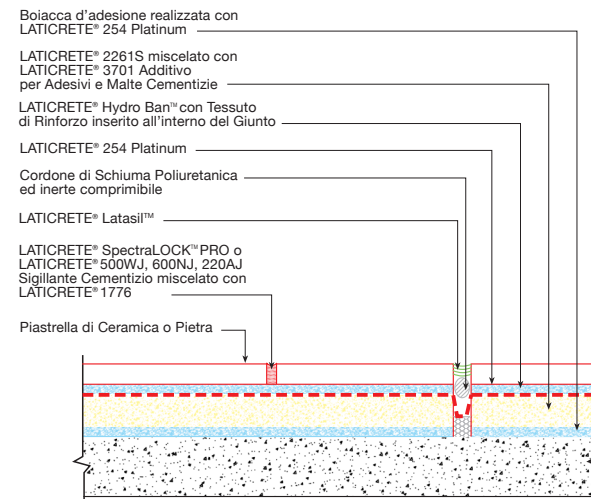 Boiacca d'adesione realizzata con
LATICRETE® 254 Platinum
LATICRETE® 2261S miscelato con
LATICRETE® 3701 Additivo
per Adesivi e Malte Cementizie
LATICRETE® Hydro Ban™ con Tessuto
di Rinforzo inserito all'interno del Giunto
LATICRETE® 254 Platinum
Cordone di Schiuma Poliuretanica
ed inerte comprimibile
LATICRETE® Latasil™
LATICRETE® SpectraLOCK™ PRO o
LATICRETE® 500WJ, 600NJ, 220AJ
Sigillante Cementizio miscelato con
LATICRETE® 1776
Piastrella di Ceramica o Pietra